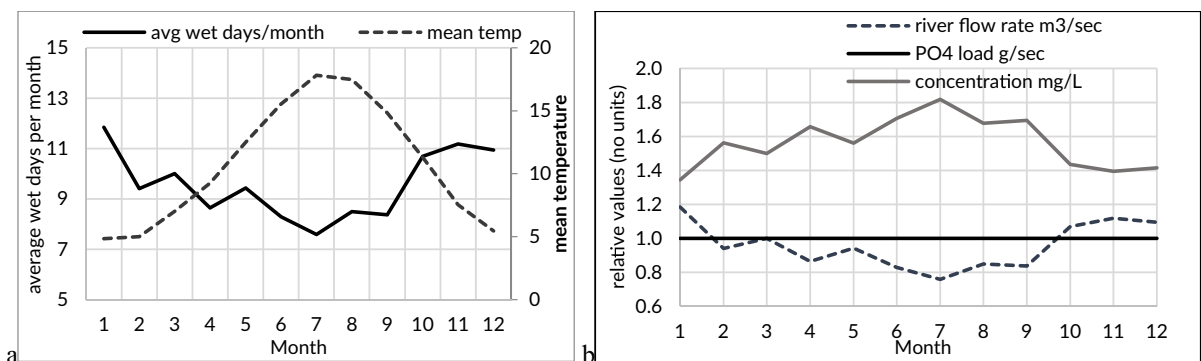 avg wet days/month
mean temp
average wet days per month
15
13
11
9
7
5
20
15
10
5
0
mean temperature
1 2 3 4 5 6 7 8 9 10 11 12
Month
a
river flow rate m3/sec
PO4 load g/sec
concentration mg/L
relative values (no units)
2.0
1.8
1.6
1.4
1.2
1.0
0.8
0.6
1 2 3 4 5 6 7 8 9 10 11 12
Month
b